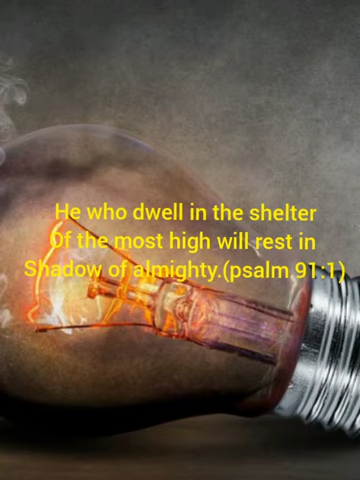 He who dwell in the shelter
Of the most high will rest in
Shadow of almighty.(psalm 91:1)